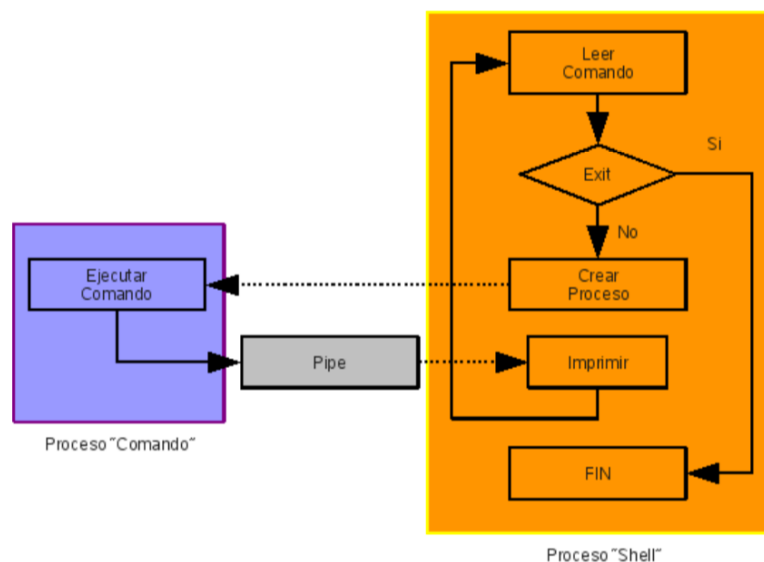 Leer
Comando
Si
Exit
No
Ejecutar
Comando
Crear
Proceso
Pipe
Imprimir
Proceso"Comando"
FIN
Proceso"Shell"